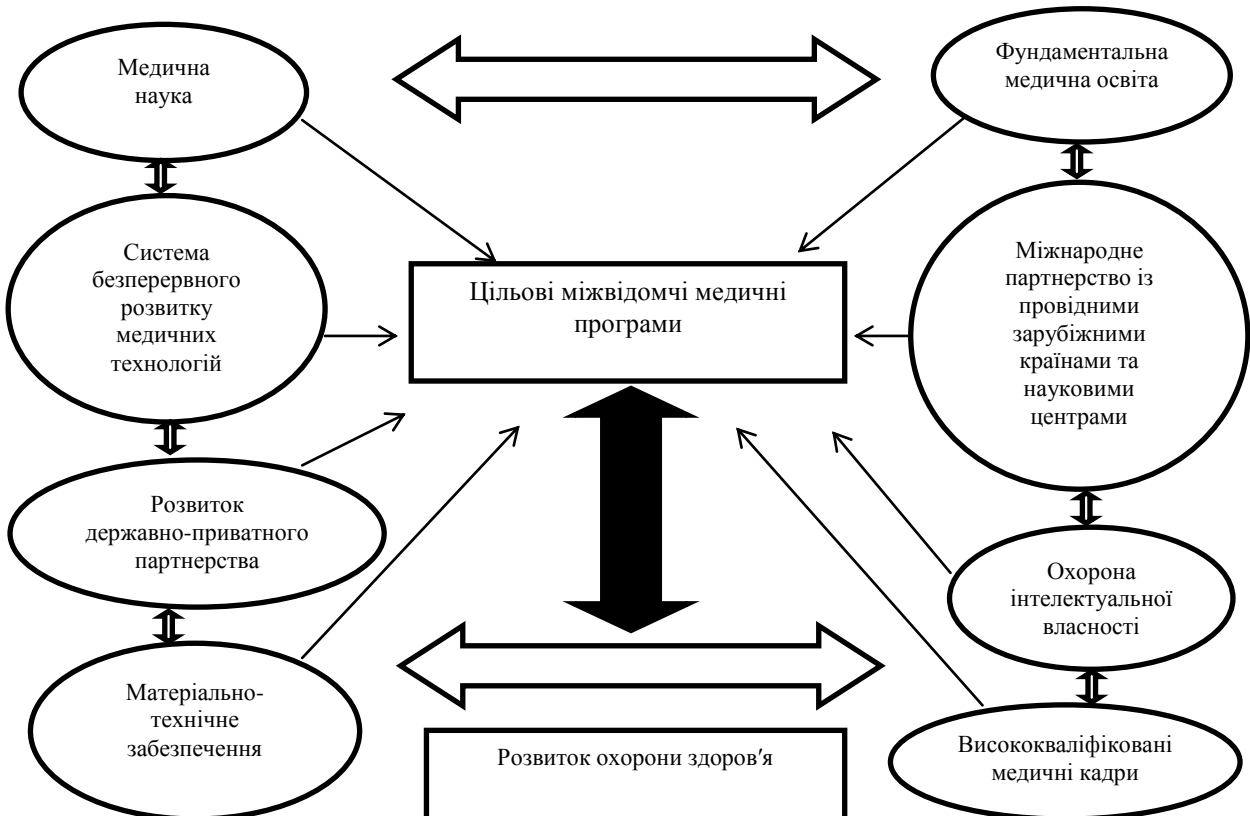 Медична
наука
Фундаментальна
медична освіта
Система
безперервного
розвитку
медичних
технологій
Цільові міжвідомчі медичні
програми
Міжнародне
партнерство із
провідними
зарубіжними
країнами та
науковими
центрами
Розвиток
державно-приватного
партнерства
Охорона
інтелектуальної
власності
Матеріально-
технічне
забезпечення
Розвиток охорони здоров'я
Висококваліфіковані
медичні кадри